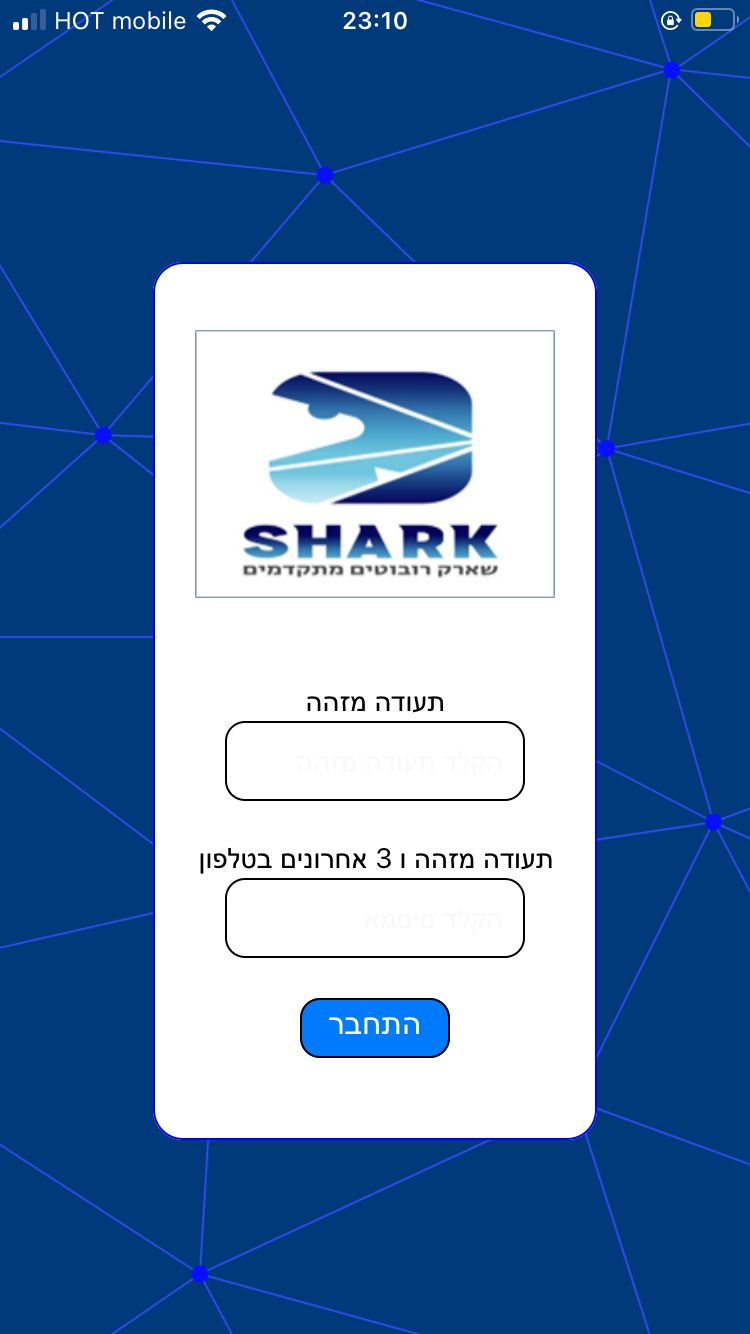 HOT mobile 23:10
SHARK
שארק רובוטים מתקדמים
תעודה מזהה
הקלד תעודה מזהה
תעודה מזהה ו 3 אחרונים בטלפון
הקלד סיסמא
התחבר